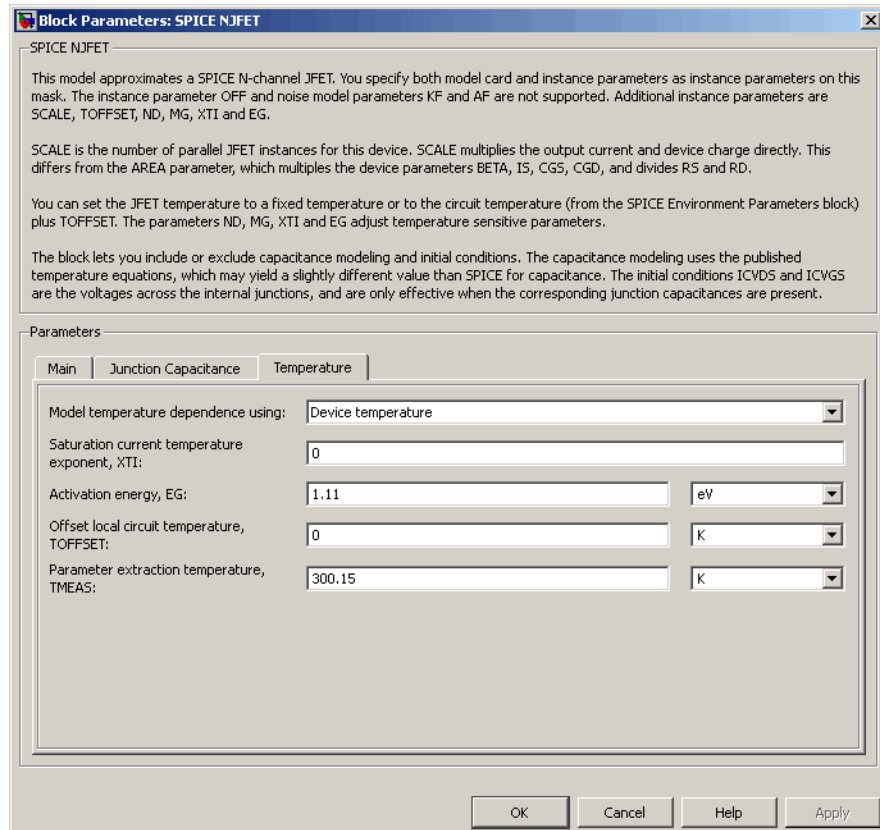 Block Parameters: SPICE NJFET
SPICE NJFET
This model approximates a SPICE N-channel JFET. You specify both model card and instance parameters as instance parameters on this
mask. The instance parameter OFF and noise model parameters KF and AF are not supported. Additional instance parameters are
SCALE, TOFFSET, ND, MG, XTI and EG.
SCALE is the number of parallel JFET instances for this device. SCALE multiplies the output current and device charge directly. This
differs from the AREA parameter, which multiples the device parameters BETA, IS, CGS, CGD, and divides RS and RD.
You can set the JFET temperature to a fixed temperature or to the circuit temperature (from the SPICE Environment Parameters block)
plus TOFFSET. The parameters ND, MG, XTI and EG adjust temperature sensitive parameters.
The block lets you include or exclude capacitance modeling and initial conditions. The capacitance modeling uses the published
temperature equations, which may yield a slightly different value than SPICE for capacitance. The initial conditions ICVDS and ICVGS
are the voltages across the internal junctions, and are only effective when the corresponding junction capacitances are present.
Parameters
Main Junction Capacitance Temperature
Model temperature dependence using: Device temperature
Saturation current temperature
exponent, XTI: 0
Activation energy, EG: 1.11 eV
Offset local circuit temperature,
TOFFSET: 0 K
Parameter extraction temperature,
TMEAS: 300.15 K
OK Cancel Help Apply